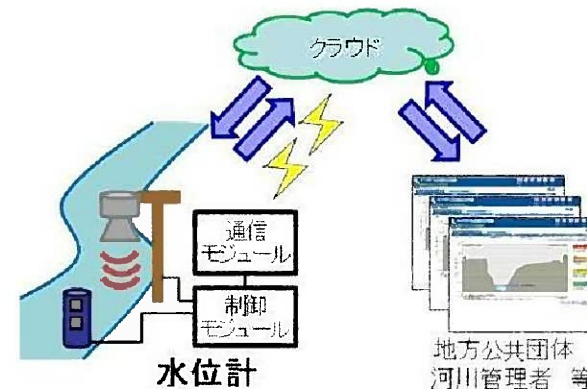 クラウド
通信
モジュール
制御
モジュール
水位計
地方公共団体
河川管理者 等